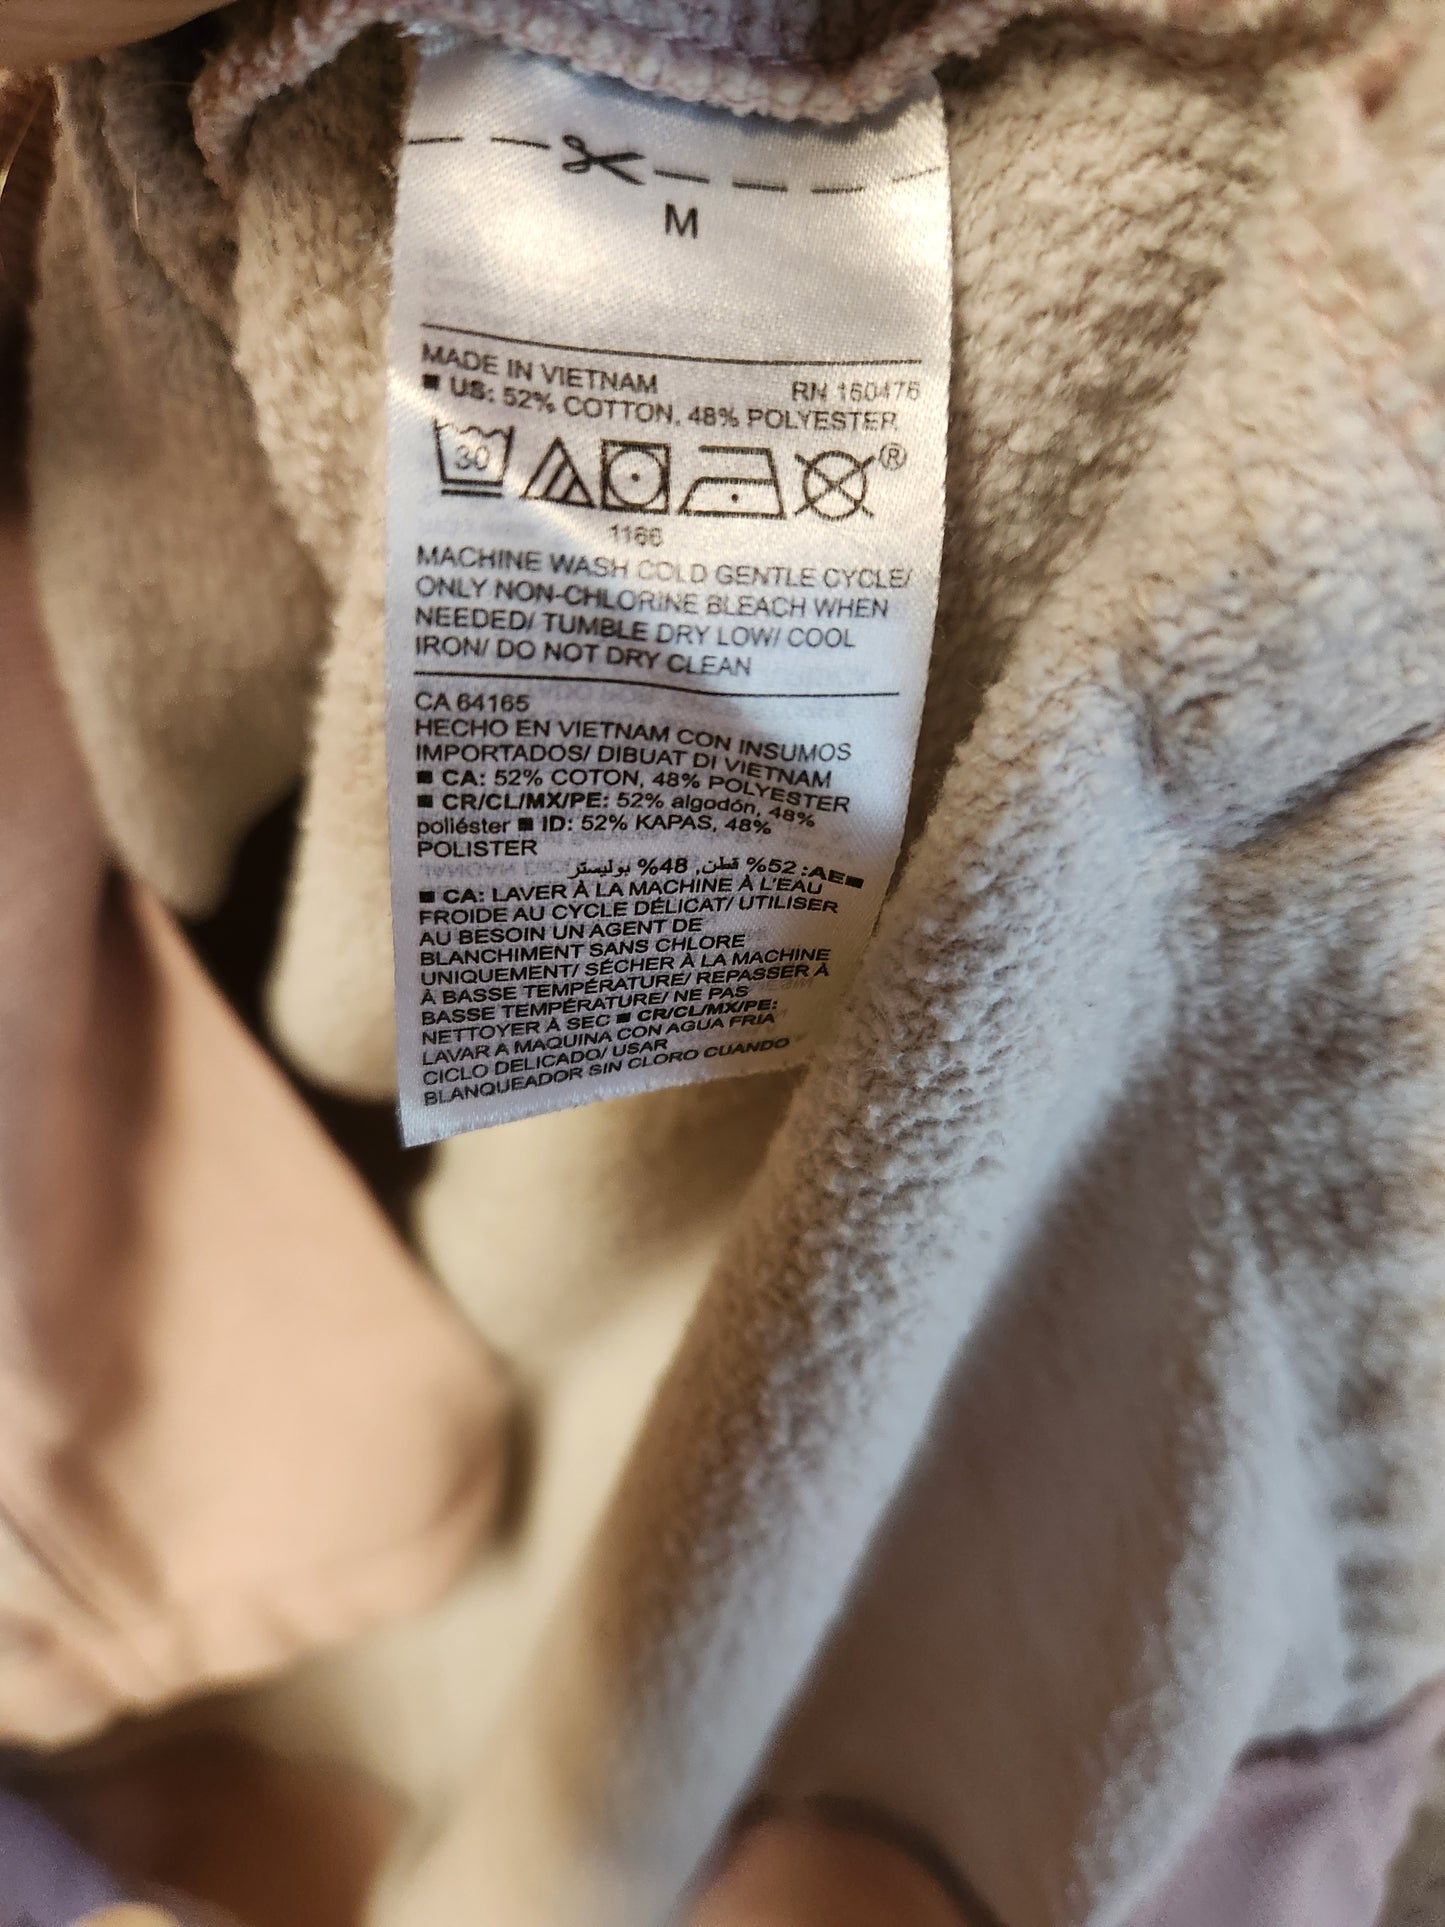 M
MADE IN VIETNAM RN 160476
■ US: 52% COTTON, 48% POLYESTER
30 ®
1166
MACHINE WASH COLD GENTLE CYCLE/
ONLY NON-CHLORINE BLEACH WHEN
NEEDED/ TUMBLE DRY LOW/ COOL
IRON/ DO NOT DRY CLEAN
CA 64165
HECHO EN VIETNAM CON INSUMOS
IMPORTADOS/ DIBUAT DI VIETNAM
■ CA: 52% COTON, 48% POLYESTER
■ CR/CL/MX/PE: 52% algodón, 48%
poliéster ■ ID: 52% KAPAS, 48%
POLISTER
■AE: 52% قطن, 48% بوليستر
■ CA: LAVER À LA MACHINE À L'EAU
FROIDE AU CYCLE DÉLICAT/ UTILISER
AU BESOIN UN AGENT DE
BLANCHIMENT SANS CHLORE
UNIQUEMENT/ SÉCHER À LA MACHINE
À BASSE TEMPÉRATURE/ REPASSER À
BASSE TEMPÉRATURE/ NE PAS
NETTOYER À SEC ■ CR/CL/MX/PE:
LAVAR A MAQUINA CON AGUA FRIA
CICLO DELICADO/ USAR
BLANQUEADOR SIN CLORO CUANDO